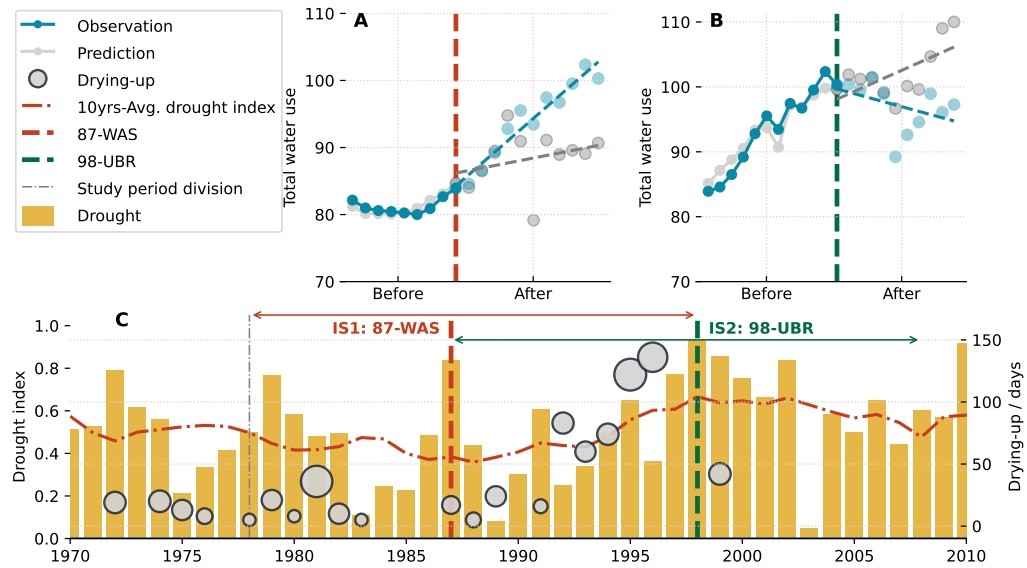 Observation
Prediction
Drying-up
10yrs-Avg. drought index
87-WAS
98-UBR
Study period division
Drought
A
Total water use
110
100
90
80
70
Before
After
B
Total water use
110
100
90
80
70
Before
After
C
IS1: 87-WAS
IS2: 98-UBR
Drought index
1.0
0.8
0.6
0.4
0.2
0.0
150
100
50
0
Drying-up / days
1970
1975
1980
1985
1990
1995
2000
2005
2010